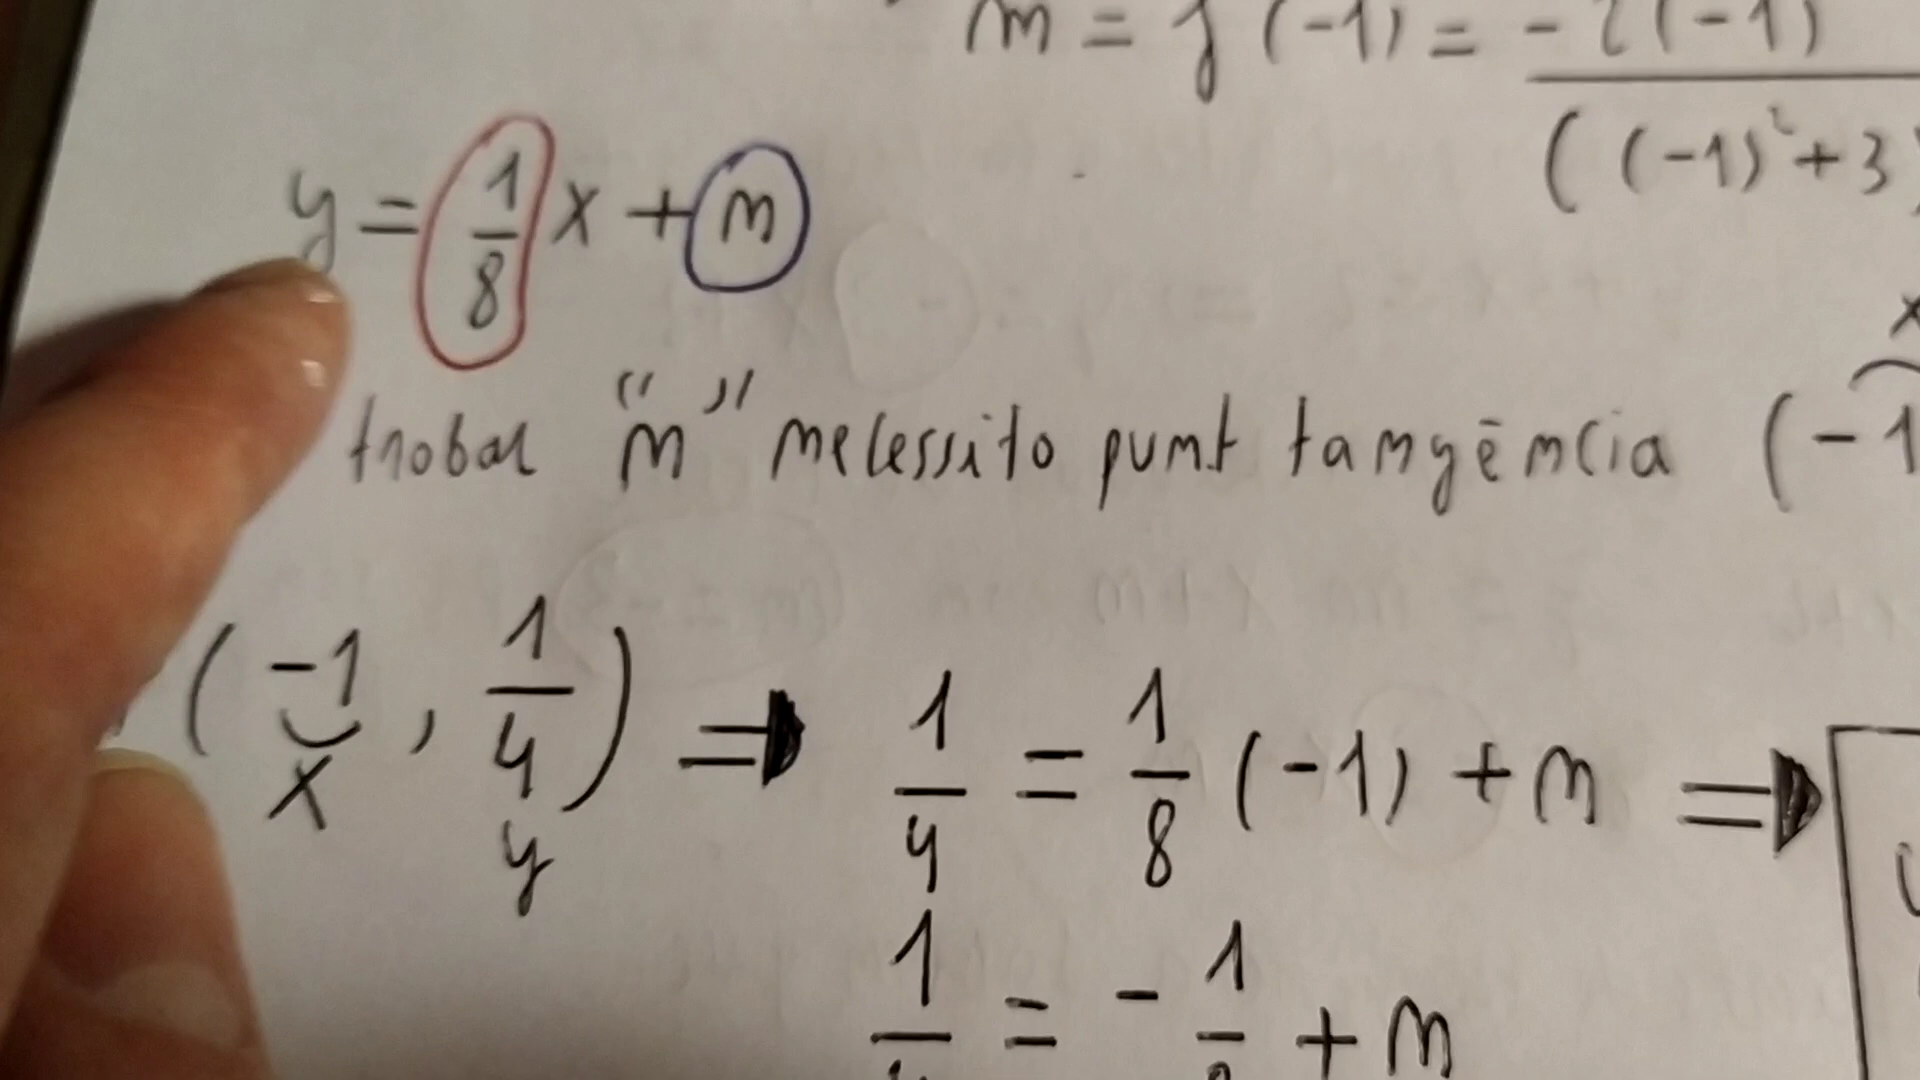 m = f'(-1) = -2(-1)
((-1)²+3)
y = 1/8 x + n
x
trobar "n" necessito punt tangència (-1
(-1, 1/4) ⇒ 1/4 = 1/8 (-1) + n ⇒
x y
1 = - 1 + n